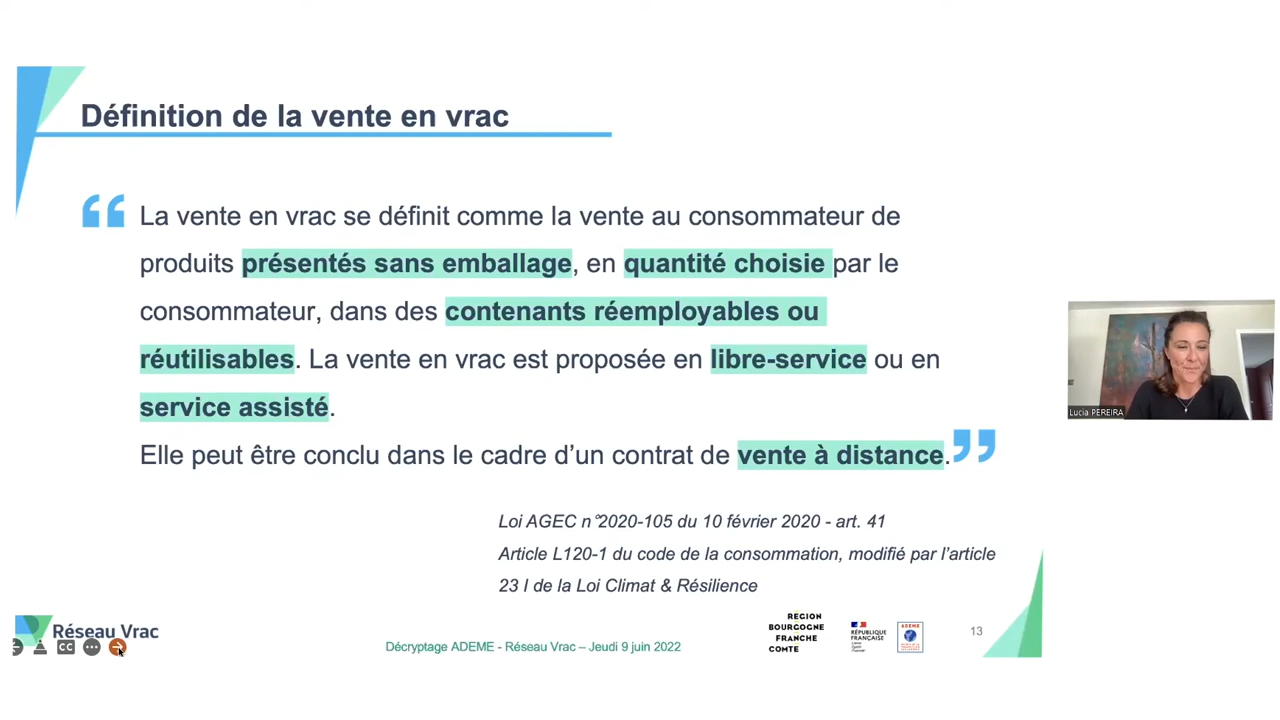 Définition de la vente en vrac
La vente en vrac se définit comme la vente au consommateur de
produits présentés sans emballage, en quantité choisie par le
consommateur, dans des contenants réemployables ou
réutilisables. La vente en vrac est proposée en libre-service ou en
service assisté.
Elle peut être conclu dans le cadre d’un contrat de vente à distance.
Loi AGEC n°2020-105 du 10 février 2020 - art. 41
Article L120-1 du code de la consommation, modifié par l’article
23 I de la Loi Climat & Résilience
Lucia PEREIRA
Réseau Vrac
CC
Décryptage ADEME - Réseau Vrac – Jeudi 9 juin 2022
RÉGION
BOURGOGNE
FRANCHE
COMTE
RÉPUBLIQUE
FRANÇAISE
ADEME
13